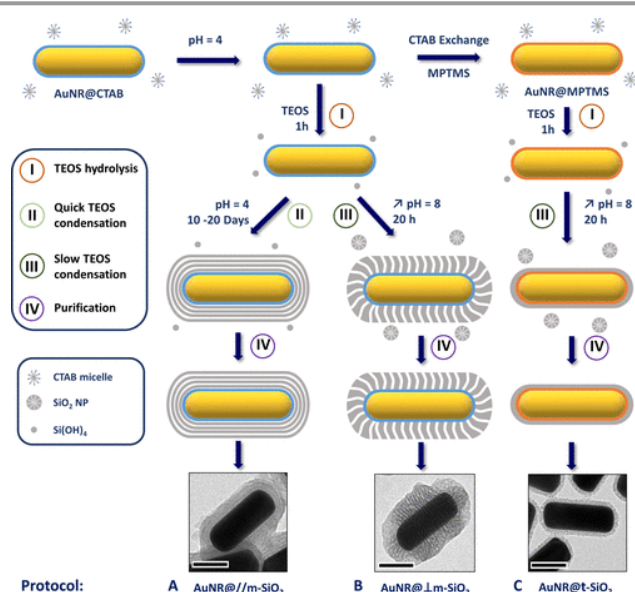 pH = 4
CTAB Exchange
MPTMS
AuNR@CTAB
AuNR@MPTMS
TEOS
1h
I
TEOS
1h
I
I TEOS hydrolysis
II Quick TEOS
condensation
III Slow TEOS
condensation
IV Purification
pH = 4
10 -20 Days
II
III
↗ pH = 8
20 h
III
↗ pH = 8
20 h
IV
IV
IV
CTAB micelle
SiO₂ NP
Si(OH)₄
Protocol:
A AuNR@//m-SiO₂
B AuNR@⊥m-SiO₂
C AuNR@t-SiO₂